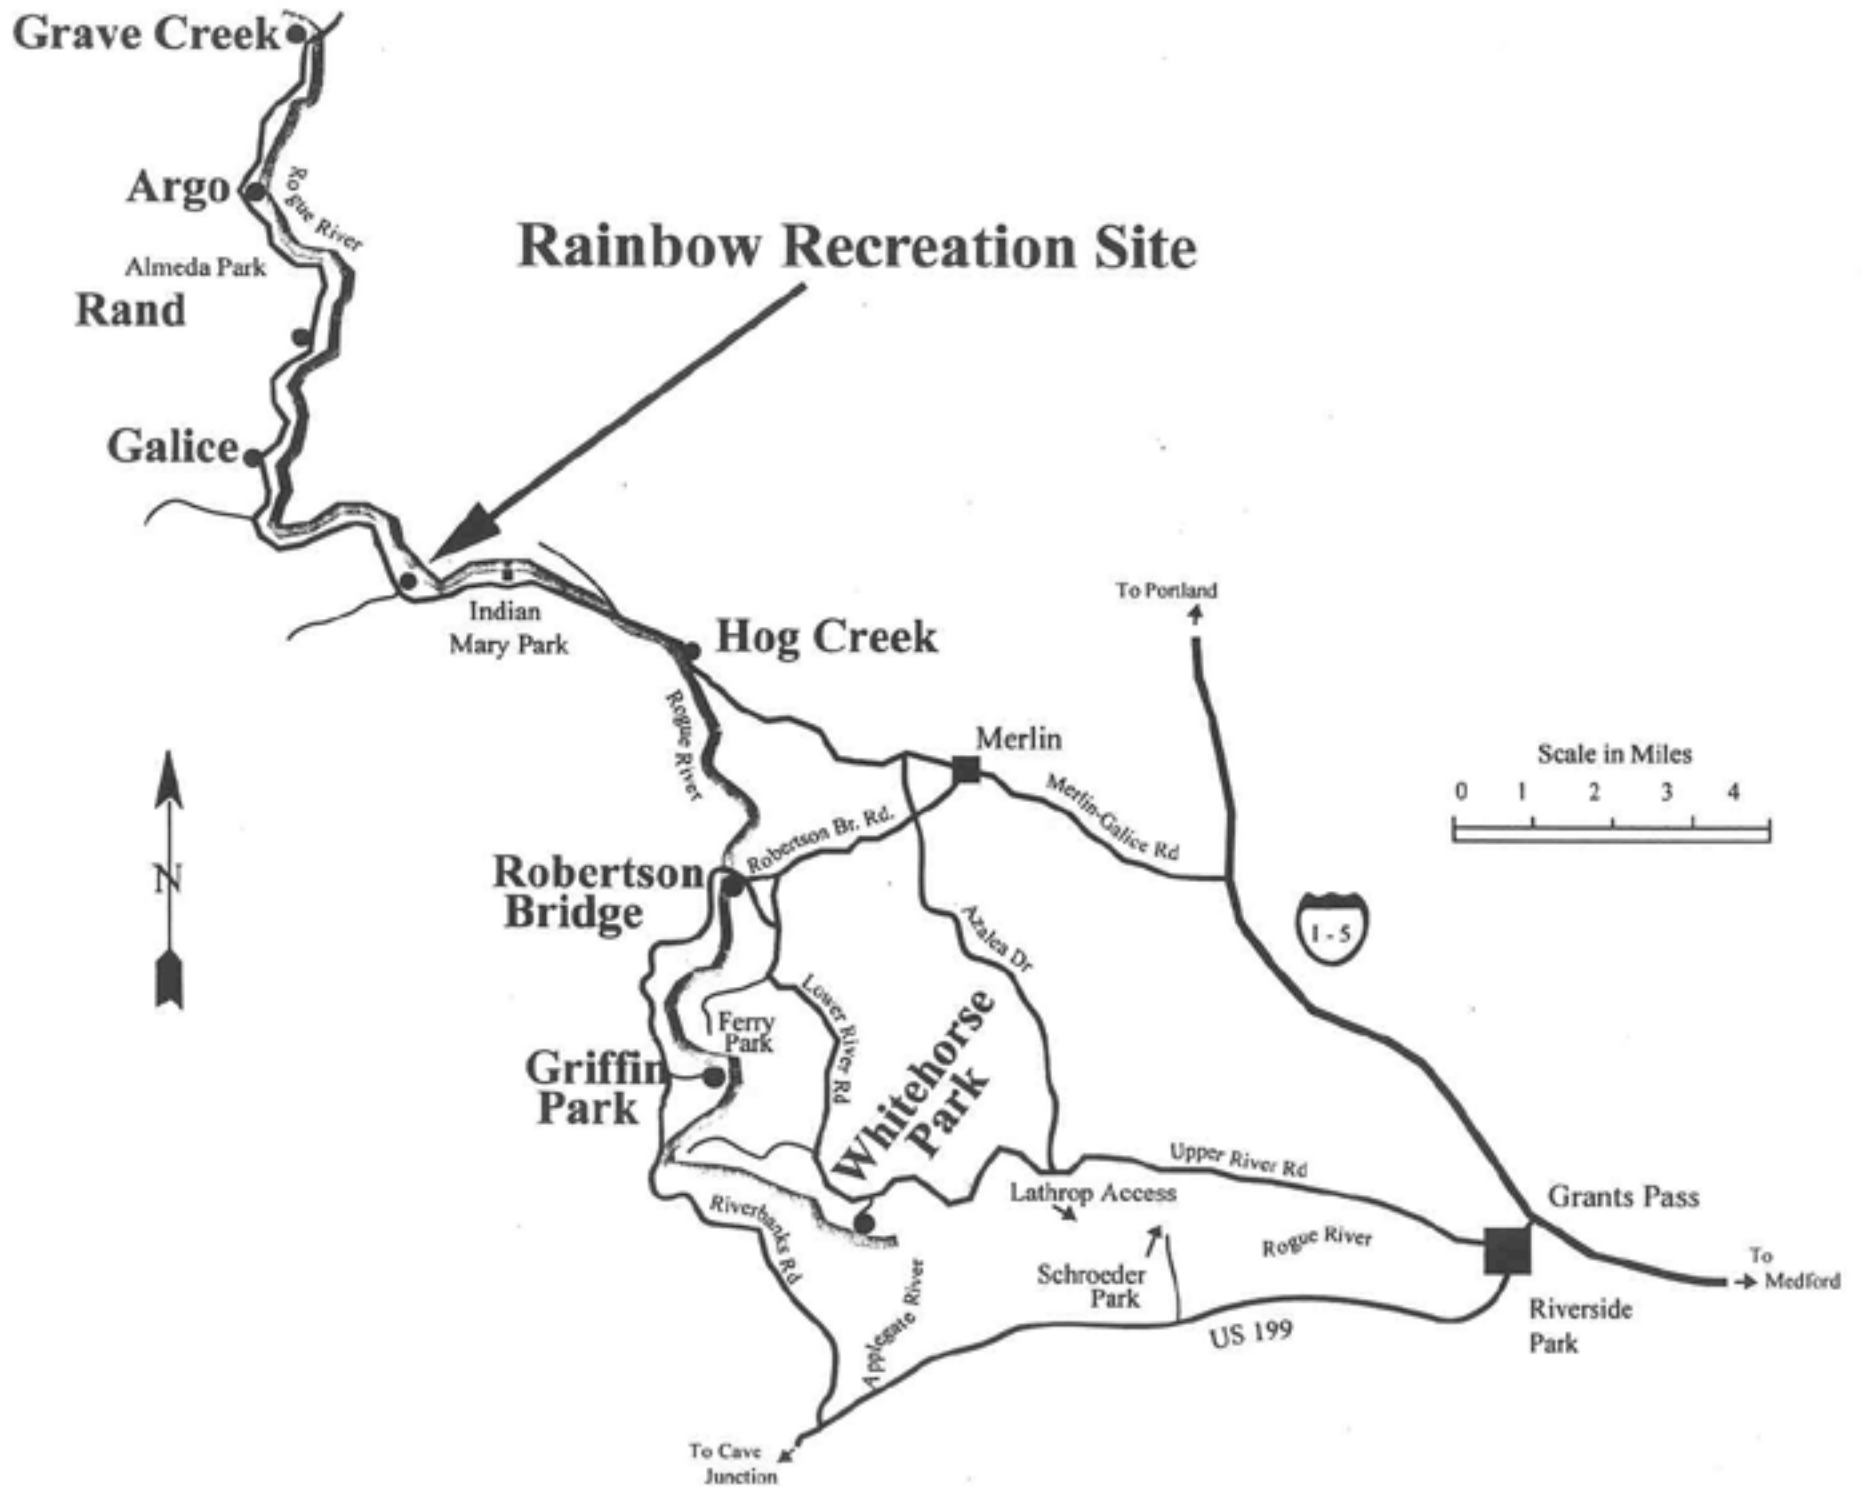 Grave Creek
Argo
Rogue River
Almeda Park
Rand
Rainbow Recreation Site
Galice
Indian
Mary Park
Hog Creek
To Portland
Rogue River
Merlin
Merlin-Galice Rd
Scale in Miles
0 1 2 3 4
N
Robertson Br. Rd.
Robertson
Bridge
I - 5
Azalea Dr
Lower River Rd
Ferry
Park
Griffin
Park
Whitehorse
Park
Upper River Rd
Lathrop Access
Grants Pass
Riverbanks Rd
Rogue River
To
Medford
Schroeder
Park
Applegate River
US 199
Riverside
Park
To Cave
Junction